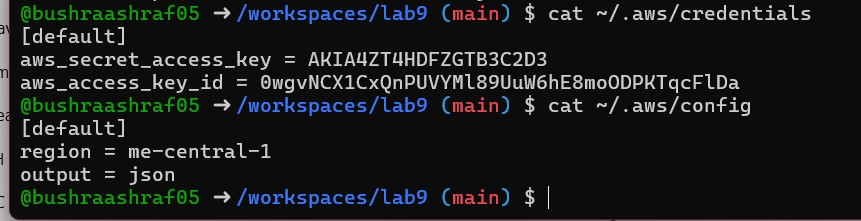 @bushraashraf05 ➜ /workspaces/lab9 (main) $ cat ~/.aws/credentials
[default]
aws_secret_access_key = AKIA4ZT4HDFZGTB3C2D3
aws_access_key_id = 0wgvNCX1CxQnPUVYMl89UuW6hE8moODPKTqcFlDa
@bushraashraf05 ➜ /workspaces/lab9 (main) $ cat ~/.aws/config
[default]
region = me-central-1
output = json
@bushraashraf05 ➜ /workspaces/lab9 (main) $